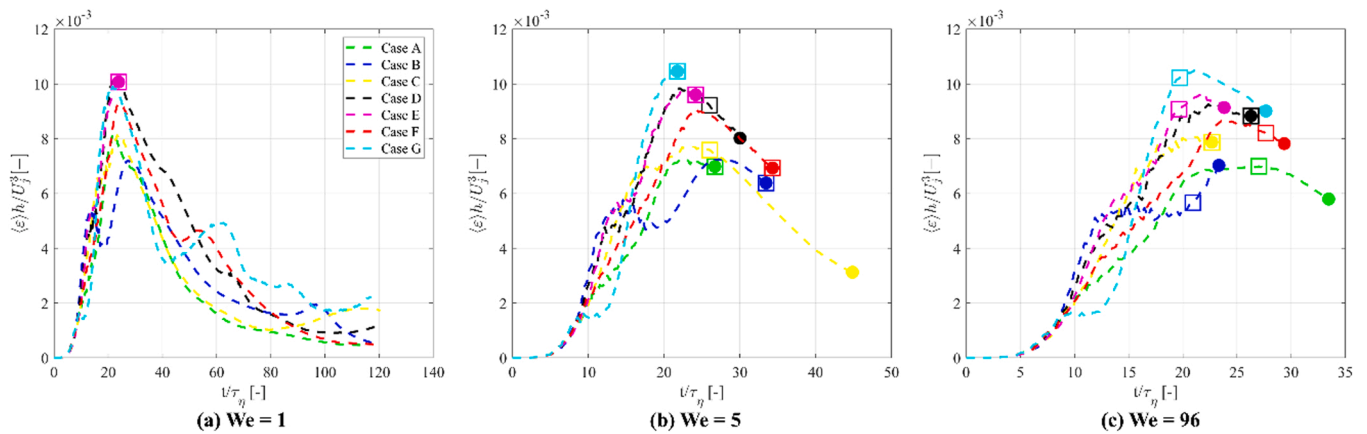 ×10⁻³
12
10
8
6
4
2
0
⟨ε⟩h/U_j³ [−]
0 20 40 60 80 100 120 140
t/τ_η [-]
Case A
Case B
Case C
Case D
Case E
Case F
Case G
(a) We = 1
×10⁻³
12
10
8
6
4
2
0
⟨ε⟩h/U_j³ [−]
0 10 20 30 40 50
t/τ_η [-]
(b) We = 5
×10⁻³
12
10
8
6
4
2
0
⟨ε⟩h/U_j³ [−]
0 5 10 15 20 25 30 35
t/τ_η [-]
(c) We = 96